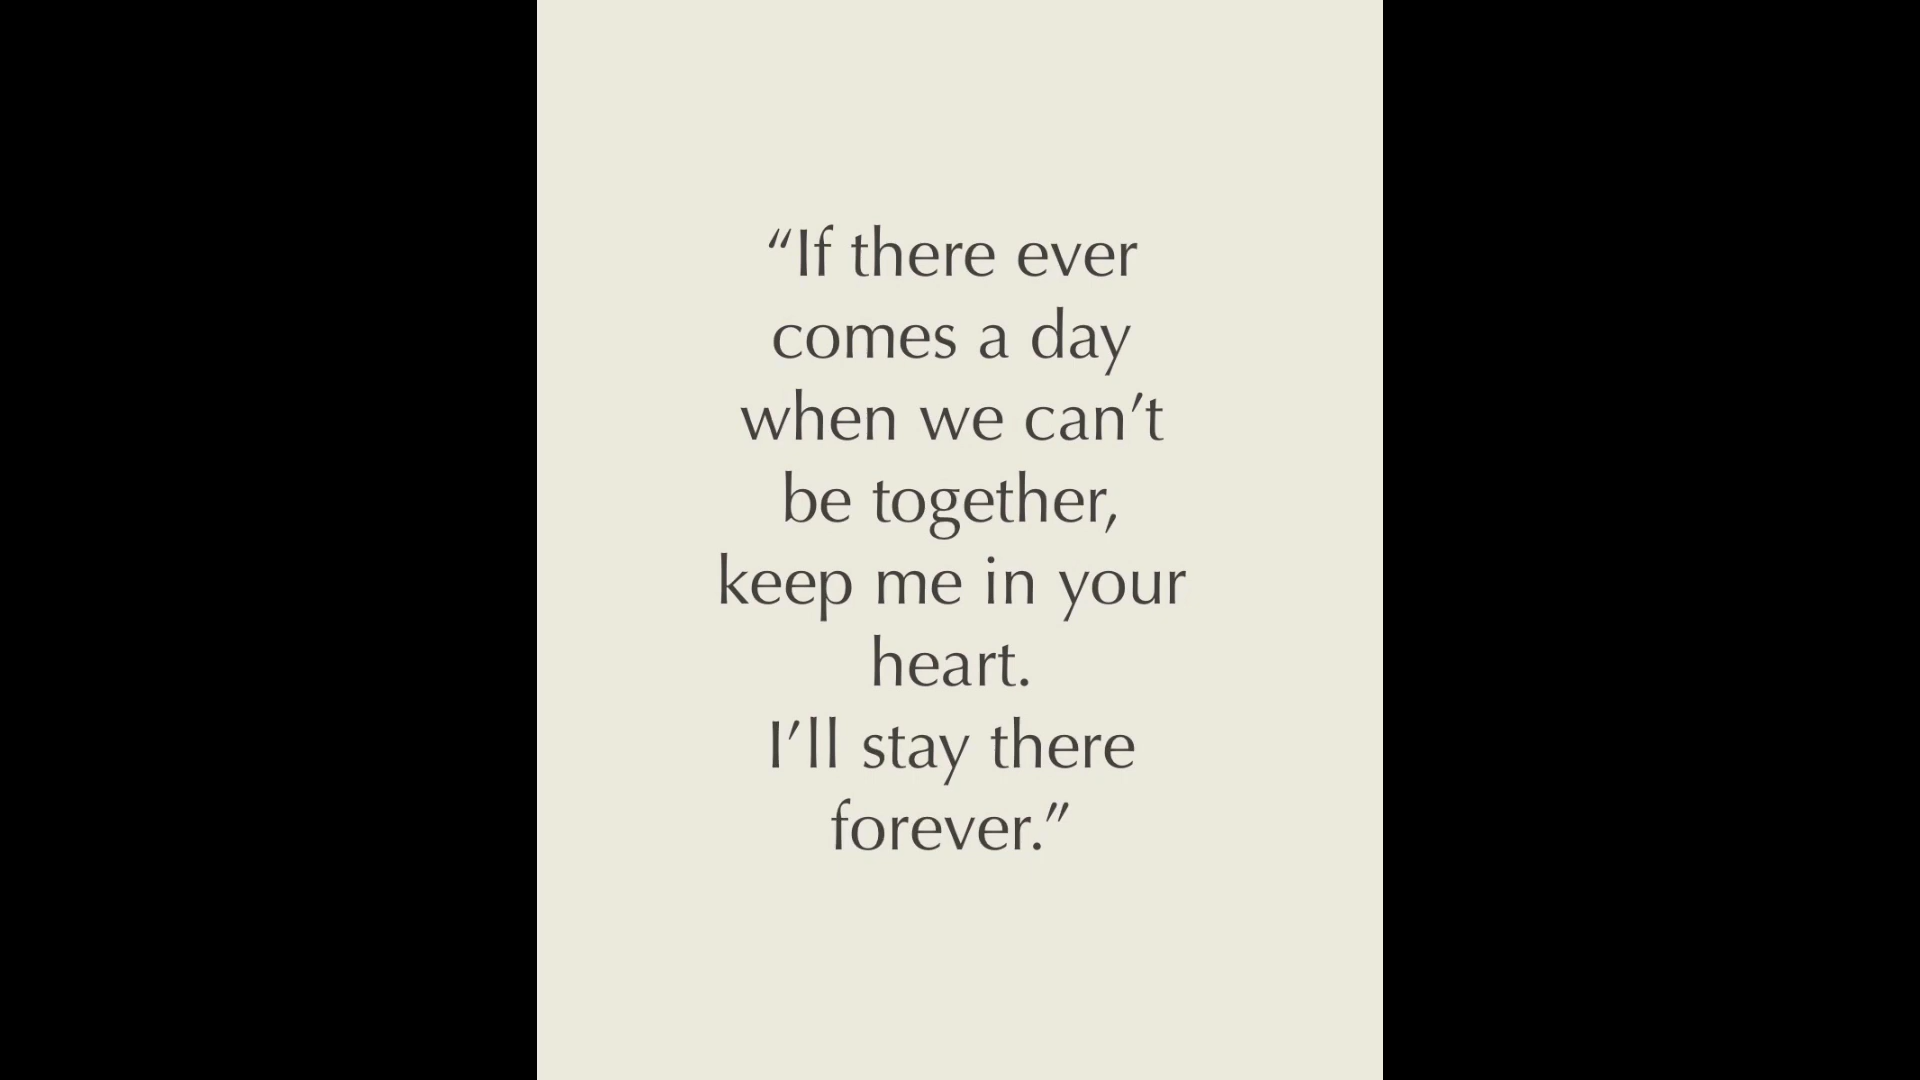 “If there ever
comes a day
when we can’t
be together,
keep me in your
heart.
I’ll stay there
forever.”